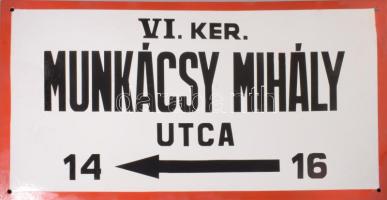 VI. KER.
MUNKÁCSY MIHÁLY
UTCA
14 16